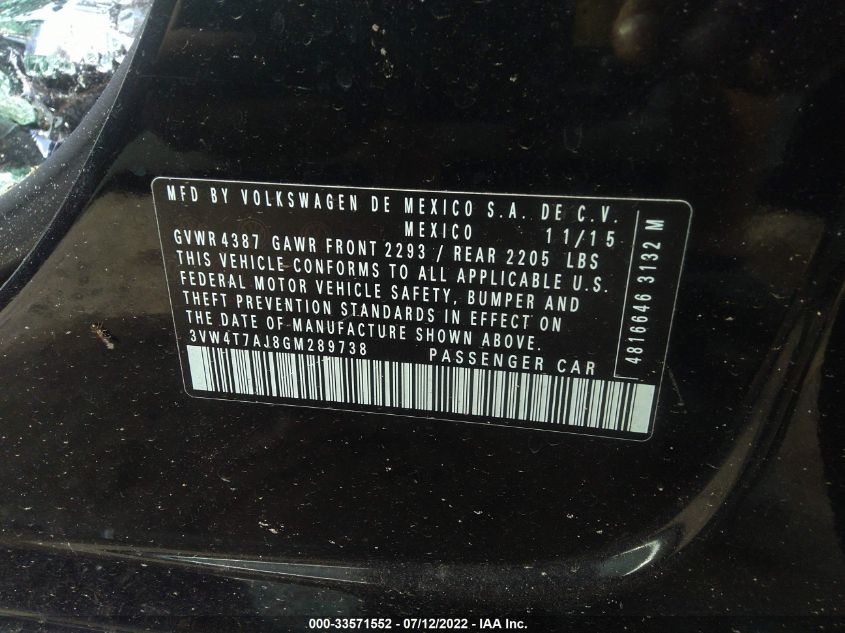 MFD BY VOLKSWAGEN DE MEXICO S.A. DE C.V.
MEXICO 11/15
GVWR 4387 GAWR FRONT 2293 / REAR 2205 LBS
THIS VEHICLE CONFORMS TO ALL APPLICABLE U.S.
FEDERAL MOTOR VEHICLE SAFETY, BUMPER AND
THEFT PREVENTION STANDARDS IN EFFECT ON
THE DATE OF MANUFACTURE SHOWN ABOVE.
3VW4T7AJ8GM289738 PASSENGER CAR
4816646 3132 M
000-33571552 / 07/12/2022 - IAA Inc.